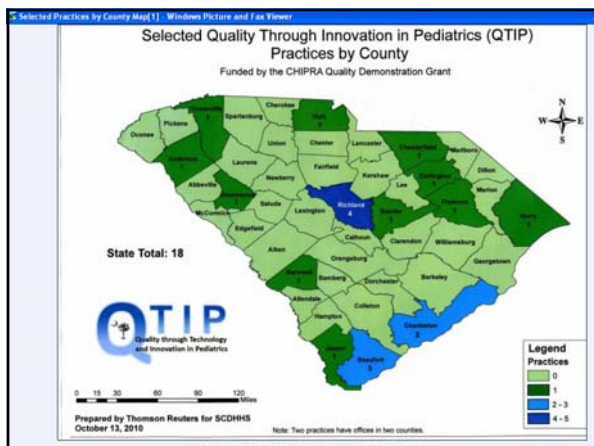 Selected Practices by County Map[1] - Windows Picture and Fax Viewer
Selected Quality Through Innovation in Pediatrics (QTIP)
Practices by County
Funded by the CHIPRA Quality Demonstration Grant
N
W E
S
Cherokee
York
Greenville
Spartanburg
Pickens
Oconee
Union
Chester
Lancaster
Chesterfield
Marlboro
Anderson
Laurens
Fairfield
Kershaw
Darlington
Dillon
Newberry
Lee
Marion
Abbeville
Greenwood
Richland
4
Florence
Horry
McCormick
Saluda
Lexington
Sumter
Edgefield
Calhoun
Clarendon
Williamsburg
Aiken
Orangeburg
Georgetown
State Total: 18
Barnwell
Bamberg
Dorchester
Berkeley
Allendale
Colleton
Hampton
Charleston
2
Jasper
1
Beaufort
3
QTIP
Quality through Technology
and Innovation in Pediatrics
Legend
Practices
0
1
2 - 3
4 - 5
0 15 30 60 90 120
Miles
Prepared by Thomson Reuters for SCDHHS
October 13, 2010
Note: Two practices have offices in two counties.